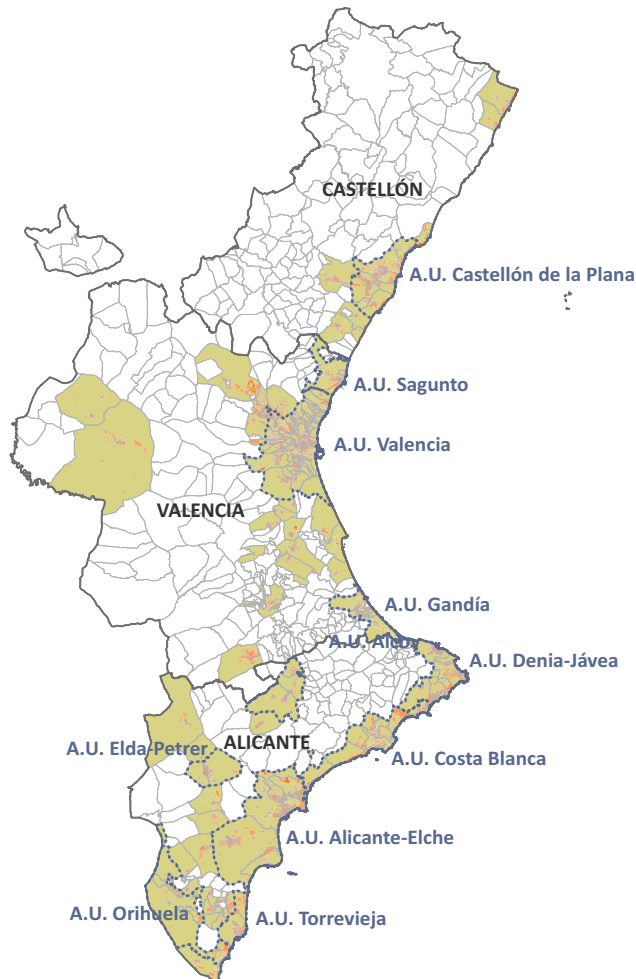 CASTELLÓN
A.U. Castellón de la Plana
A.U. Sagunto
A.U. Valencia
VALENCIA
A.U. Gandía
A.U. Alcoy
A.U. Denia-Jávea
ALICANTE
A.U. Elda-Petrer
A.U. Costa Blanca
A.U. Alicante-Elche
A.U. Orihuela
A.U. Torrevieja